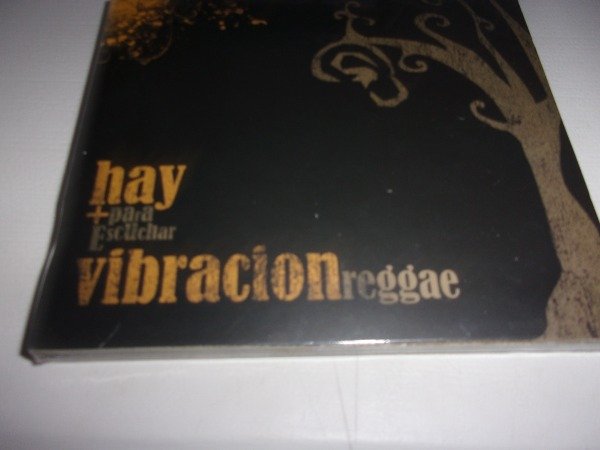 hay
+para
Escuchar
vibracion reggae